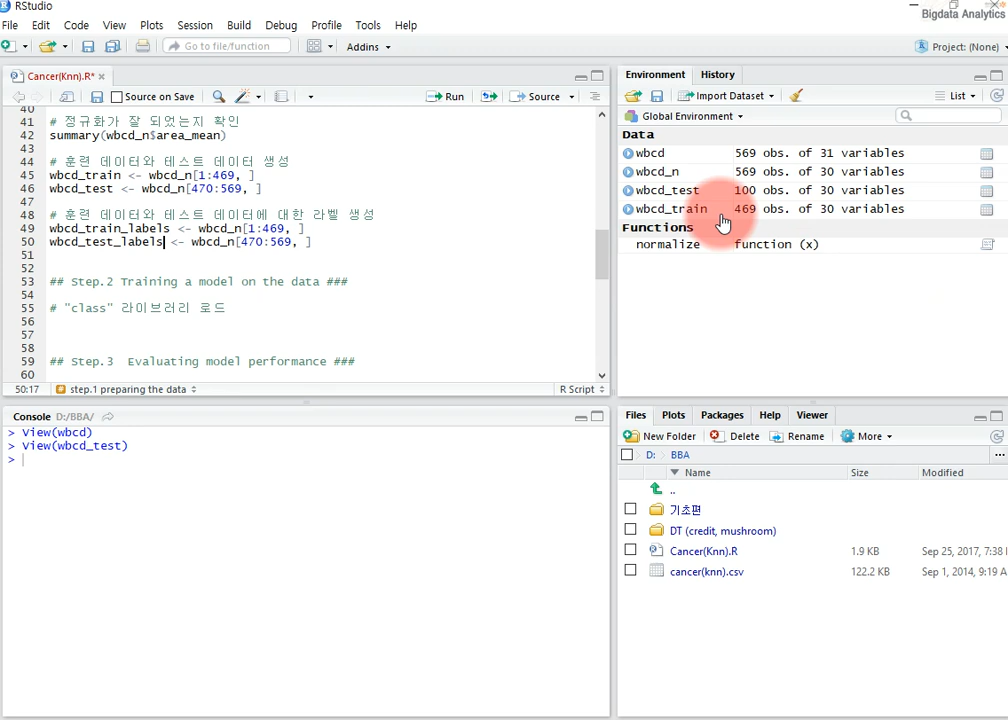 RStudio
Bigdata Analytics
File Edit Code View Plots Session Build Debug Profile Tools Help
Go to file/function Addins Project: (None)
Cancer(Knn).R*
Source on Save Run Source
40
41 # 정규화가 잘 되었는지 확인
42 summary(wbcd_n$area_mean)
43
44 # 훈련 데이터와 테스트 데이터 생성
45 wbcd_train <- wbcd_n[1:469, ]
46 wbcd_test <- wbcd_n[470:569, ]
47
48 # 훈련 데이터와 테스트 데이터에 대한 라벨 생성
49 wbcd_train_labels <- wbcd_n[1:469, ]
50 wbcd_test_labels <- wbcd_n[470:569, ]
51
52
53 ## Step.2 Training a model on the data ###
54
55 # "class" 라이브러리 로드
56
57
58
59 ## Step.3 Evaluating model performance ###
60
50:17 # step.1 preparing the data R Script
Console D:/BBA/
> View(wbcd)
> View(wbcd_test)
>
Environment History
Import Dataset List
Global Environment
Data
wbcd 569 obs. of 31 variables
wbcd_n 569 obs. of 30 variables
wbcd_test 100 obs. of 30 variables
wbcd_train 469 obs. of 30 variables
Functions
normalize function (x)
Files Plots Packages Help Viewer
New Folder Delete Rename More
D: BBA
Name Size Modified
..
기초편
DT (credit, mushroom)
Cancer(Knn).R 1.9 KB Sep 25, 2017, 7:38
cancer(knn).csv 122.2 KB Sep 1, 2014, 9:19 A